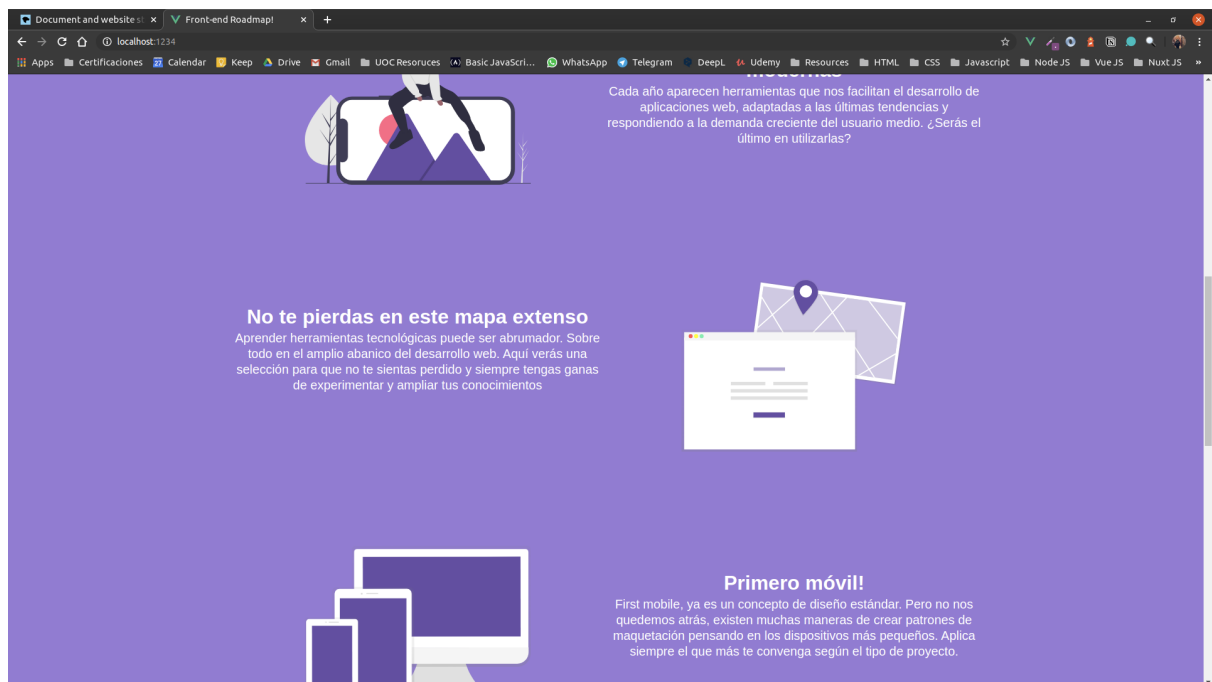 Document and website st
Front-end Roadmap!
localhost:1234
Apps Certificaciones Calendar Keep Drive Gmail UOC Resoruces Basic JavaScri... WhatsApp Telegram DeepL Udemy Resources HTML CSS Javascript Node JS Vue JS Nuxt JS »
modernas
Cada año aparecen herramientas que nos facilitan el desarrollo de
aplicaciones web, adaptadas a las últimas tendencias y
respondiendo a la demanda creciente del usuario medio. ¿Serás el
último en utilizarlas?
No te pierdas en este mapa extenso
Aprender herramientas tecnológicas puede ser abrumador. Sobre
todo en el amplio abanico del desarrollo web. Aquí verás una
selección para que no te sientas perdido y siempre tengas ganas
de experimentar y ampliar tus conocimientos
Primero móvil!
First mobile, ya es un concepto de diseño estándar. Pero no nos
quedemos atrás, existen muchas maneras de crear patrones de
maquetación pensando en los dispositivos más pequeños. Aplica
siempre el que más te convenga según el tipo de proyecto.